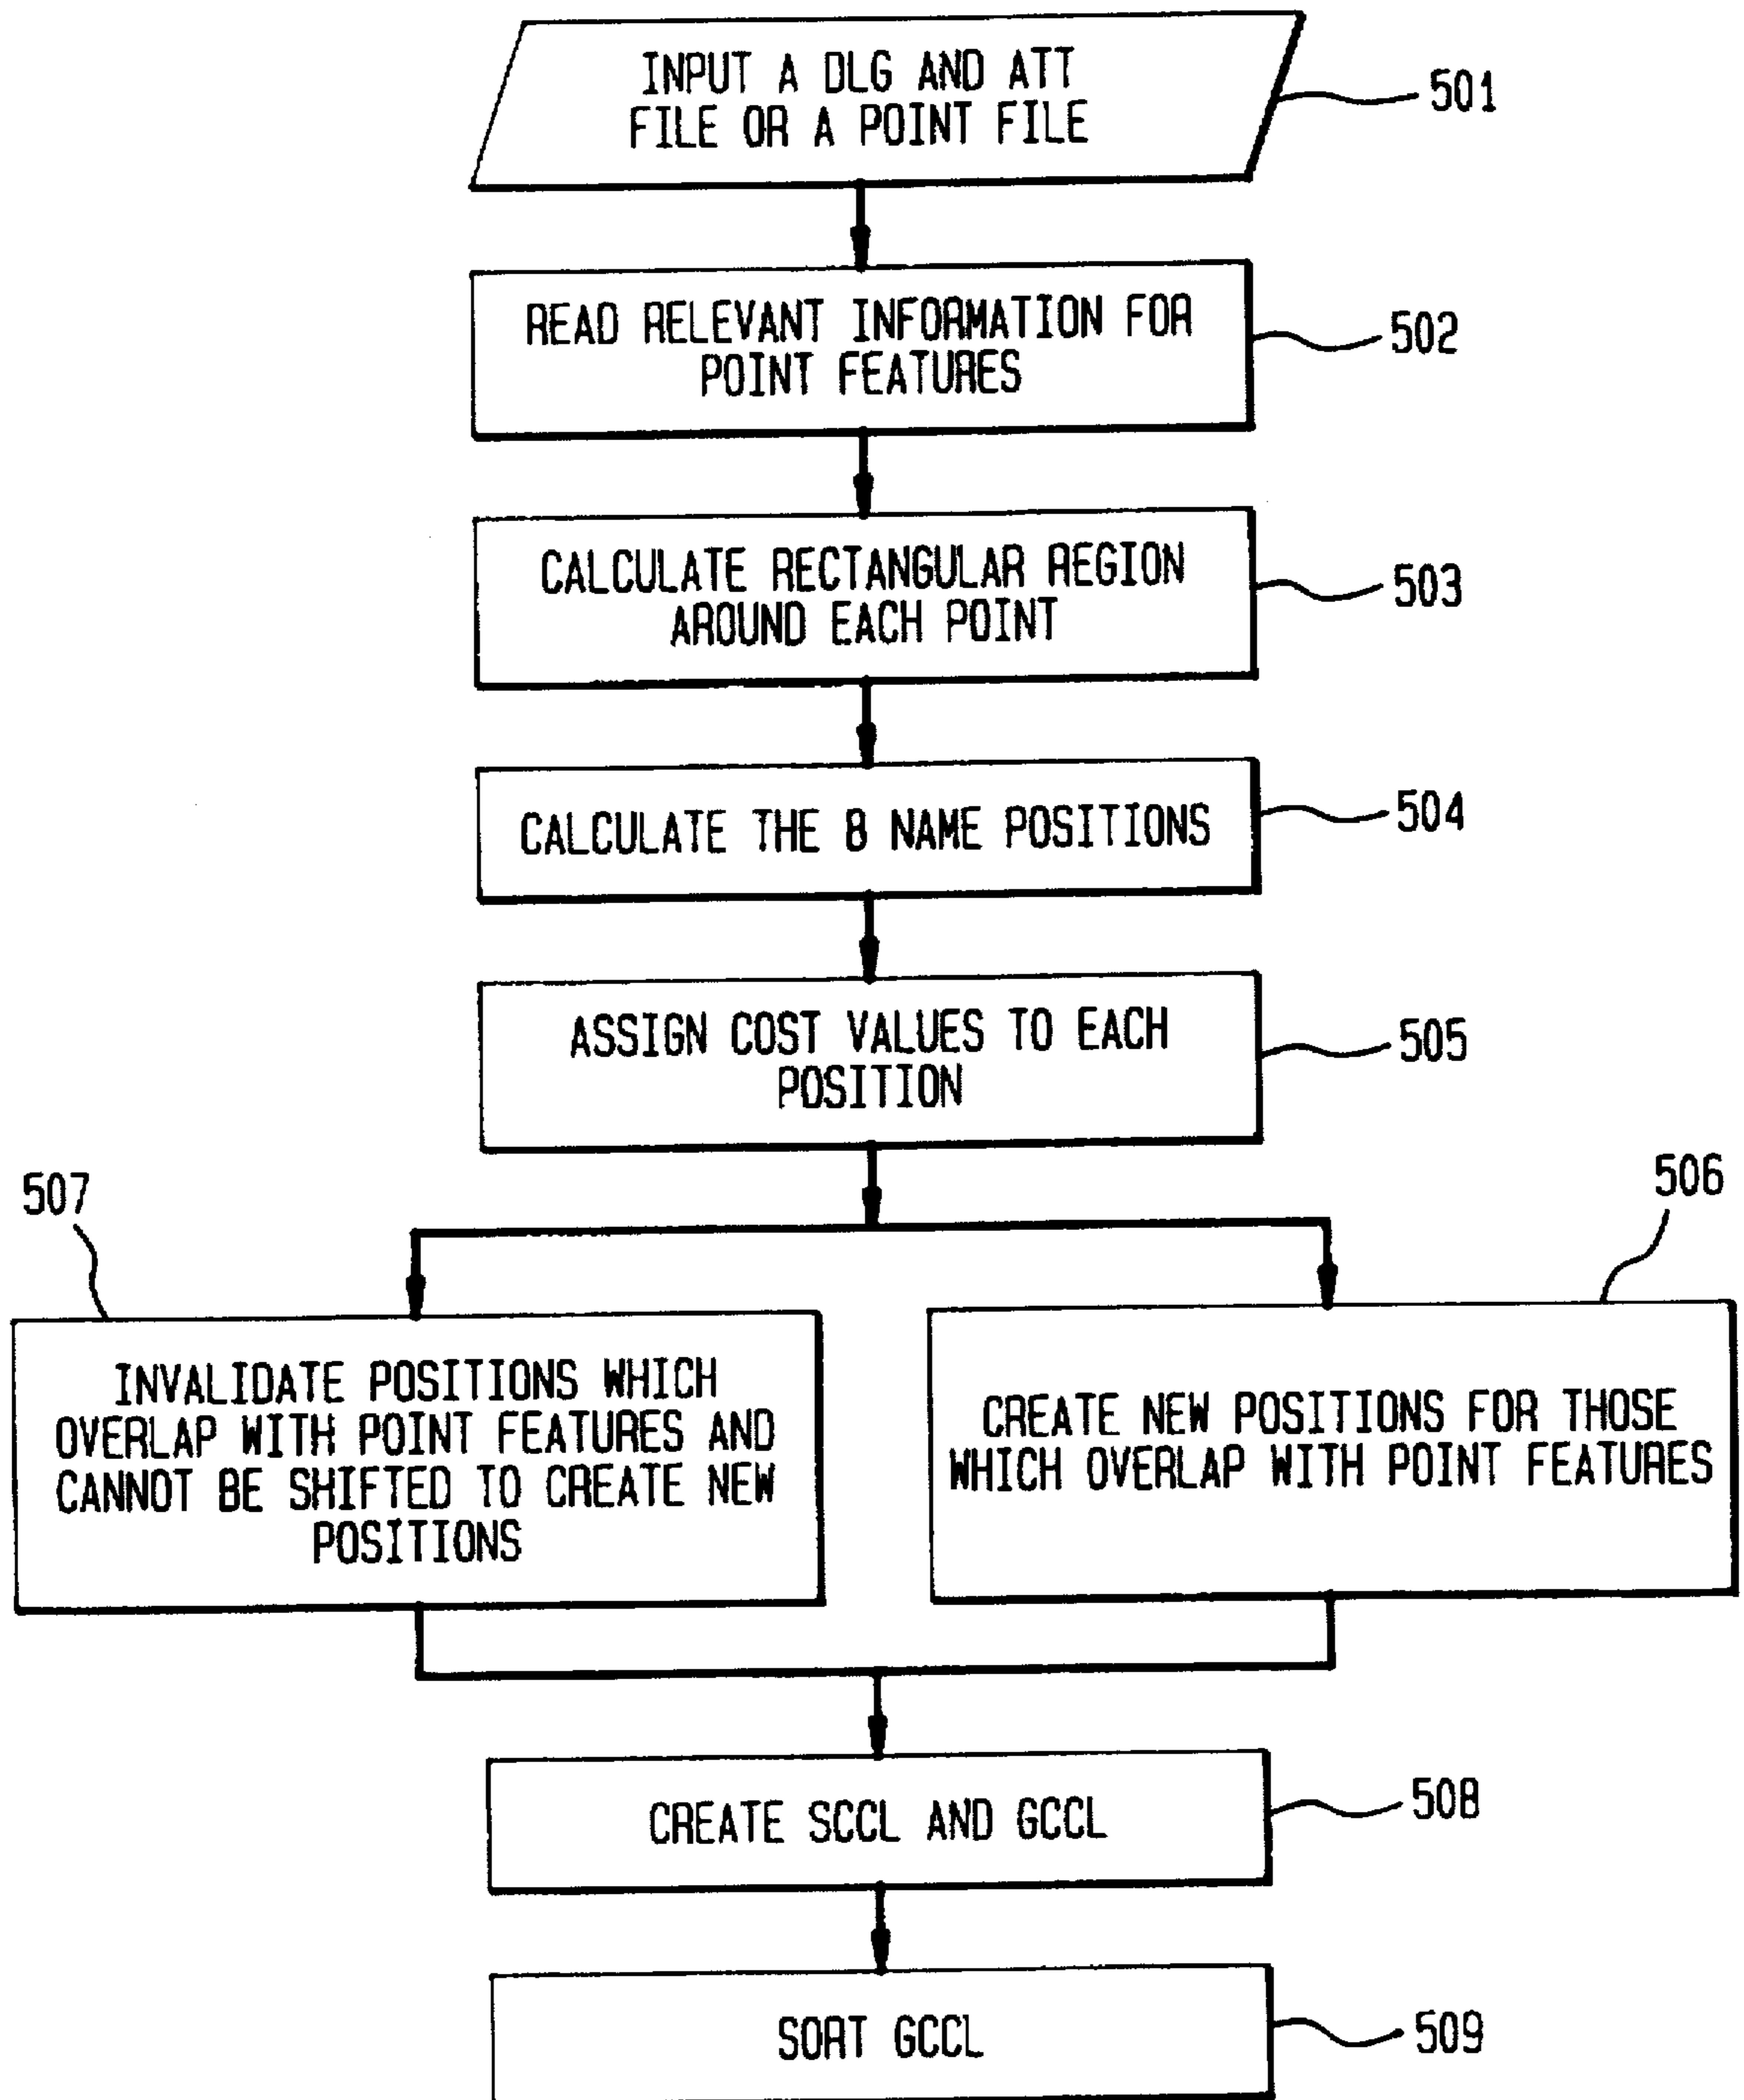 INPUT A DLG AND ATT
FILE OR A POINT FILE
501
READ RELEVANT INFORMATION FOR
POINT FEATURES
502
CALCULATE RECTANGULAR REGION
AROUND EACH POINT
503
CALCULATE THE 8 NAME POSITIONS
504
ASSIGN COST VALUES TO EACH
POSITION
505
507
506
INVALIDATE POSITIONS WHICH
OVERLAP WITH POINT FEATURES AND
CANNOT BE SHIFTED TO CREATE NEW
POSITIONS
CREATE NEW POSITIONS FOR THOSE
WHICH OVERLAP WITH POINT FEATURES
CREATE SCCL AND GCCL
508
SORT GCCL
509